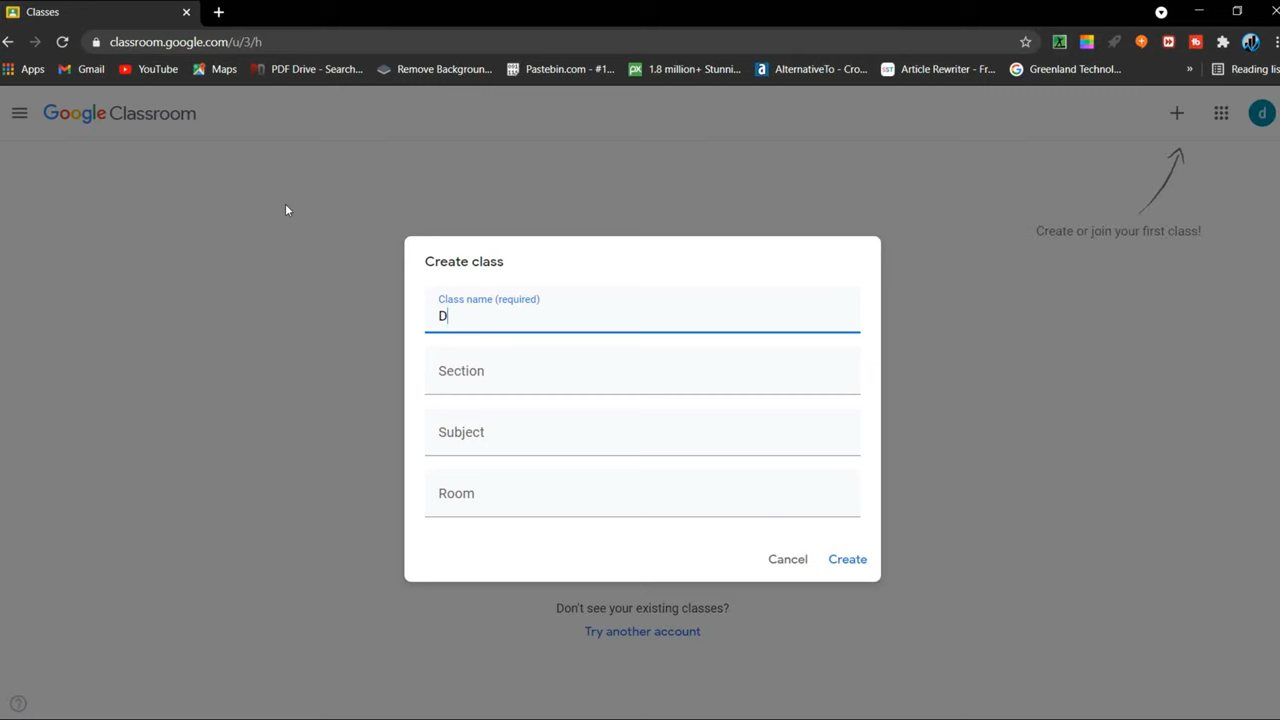 Classes
classroom.google.com/u/3/h
Apps
Gmail
YouTube
Maps
PDF Drive - Search...
Remove Backgroun...
Pastebin.com - #1...
1.8 million+ Stunni...
AlternativeTo - Cro...
Article Rewriter - Fr...
Greenland Technol...
»
Reading list
Google Classroom
d
Create or join your first class!
Create class
Class name (required)
D
Section
Subject
Room
Cancel
Create
Don't see your existing classes?
Try another account